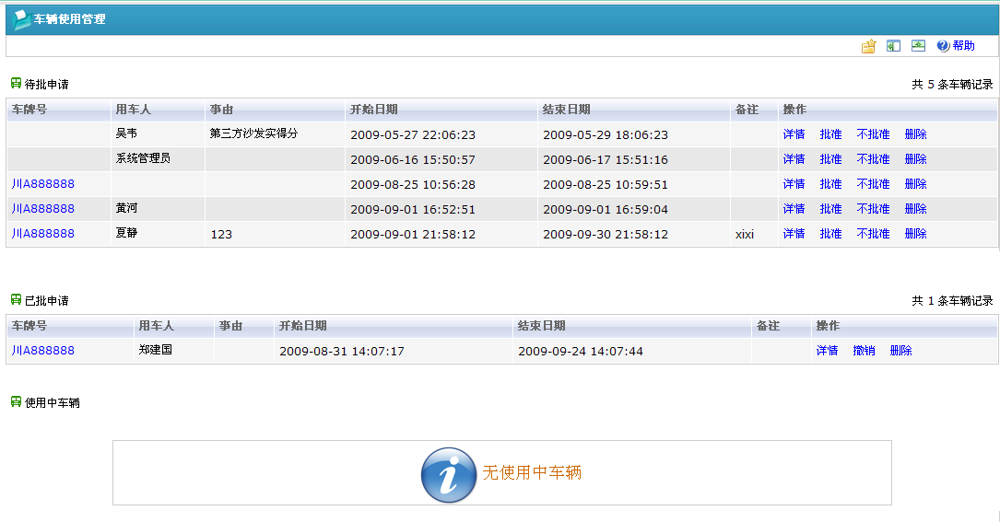 车辆使用管理
帮助
待批申请 共 5 条车辆记录
车牌号 用车人 事由 开始日期 结束日期 备注 操作
吴韦 第三方沙发实得分 2009-05-27 22:06:23 2009-05-29 18:06:23 详情 批准 不批准 删除
系统管理员 2009-06-16 15:50:57 2009-06-17 15:51:16 详情 批准 不批准 删除
川A888888 2009-08-25 10:56:28 2009-08-25 10:59:51 详情 批准 不批准 删除
川A888888 黄河 2009-09-01 16:52:51 2009-09-01 16:59:04 详情 批准 不批准 删除
川A888888 夏静 123 2009-09-01 21:58:12 2009-09-30 21:58:12 xixi 详情 批准 不批准 删除
已批申请 共 1 条车辆记录
车牌号 用车人 事由 开始日期 结束日期 备注 操作
川A888888 郑建国 2009-08-31 14:07:17 2009-09-24 14:07:44 详情 撤销 删除
使用中车辆
无使用中车辆